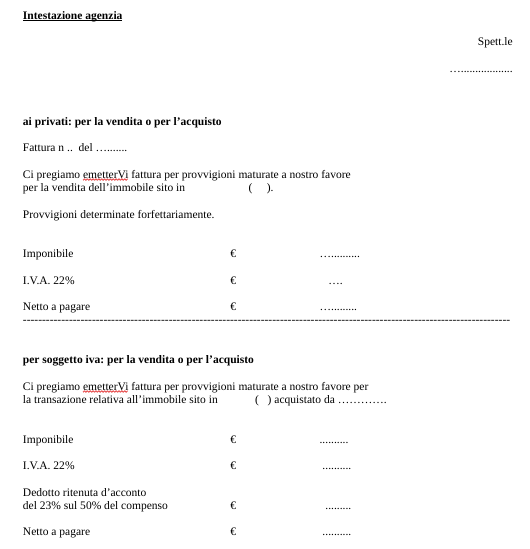 Intestazione agenzia
Spett.le
…..................
ai privati: per la vendita o per l’acquisto
Fattura n .. del ….......
Ci pregiamo emetterVi fattura per provvigioni maturate a nostro favore
per la vendita dell’immobile sito in ( ).
Provvigioni determinate forfettariamente.
Imponibile € …..........
I.V.A. 22% € ….
Netto a pagare € ….........
--------------------------------------------------------------------------------------------------------------------------------
per soggetto iva: per la vendita o per l’acquisto
Ci pregiamo emetterVi fattura per provvigioni maturate a nostro favore per
la transazione relativa all’immobile sito in ( ) acquistato da ………….
Imponibile € ..........
I.V.A. 22% € ..........
Dedotto ritenuta d’acconto
del 23% sul 50% del compenso € .........
Netto a pagare € ..........